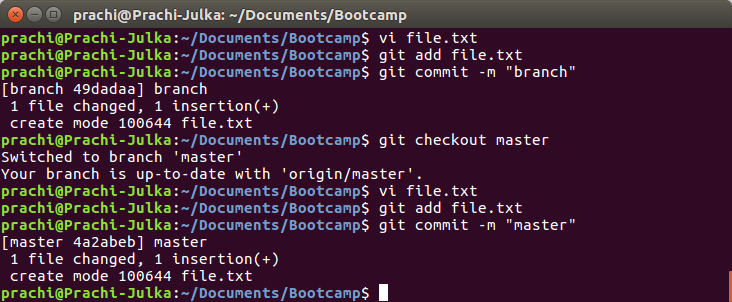 prachi@Prachi-Julka: ~/Documents/Bootcamp
prachi@Prachi-Julka:~/Documents/Bootcamp$ vi file.txt
prachi@Prachi-Julka:~/Documents/Bootcamp$ git add file.txt
prachi@Prachi-Julka:~/Documents/Bootcamp$ git commit -m "branch"
[branch 49dadaa] branch
 1 file changed, 1 insertion(+)
 create mode 100644 file.txt
prachi@Prachi-Julka:~/Documents/Bootcamp$ git checkout master
Switched to branch 'master'
Your branch is up-to-date with 'origin/master'.
prachi@Prachi-Julka:~/Documents/Bootcamp$ vi file.txt
prachi@Prachi-Julka:~/Documents/Bootcamp$ git add file.txt
prachi@Prachi-Julka:~/Documents/Bootcamp$ git commit -m "master"
[master 4a2abeb] master
 1 file changed, 1 insertion(+)
 create mode 100644 file.txt
prachi@Prachi-Julka:~/Documents/Bootcamp$